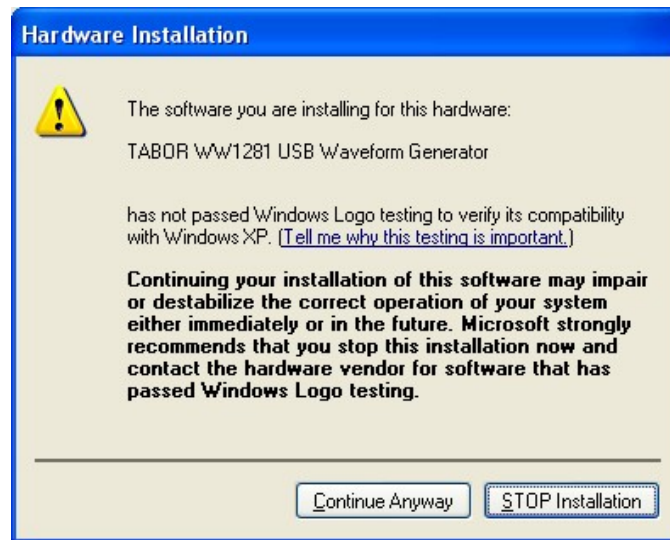 Hardware Installation
The software you are installing for this hardware:
TABOR WW1281 USB Waveform Generator
has not passed Windows Logo testing to verify its compatibility
with Windows XP. (Tell me why this testing is important.)
Continuing your installation of this software may impair
or destabilize the correct operation of your system
either immediately or in the future. Microsoft strongly
recommends that you stop this installation now and
contact the hardware vendor for software that has
passed Windows Logo testing.
Continue Anyway STOP Installation